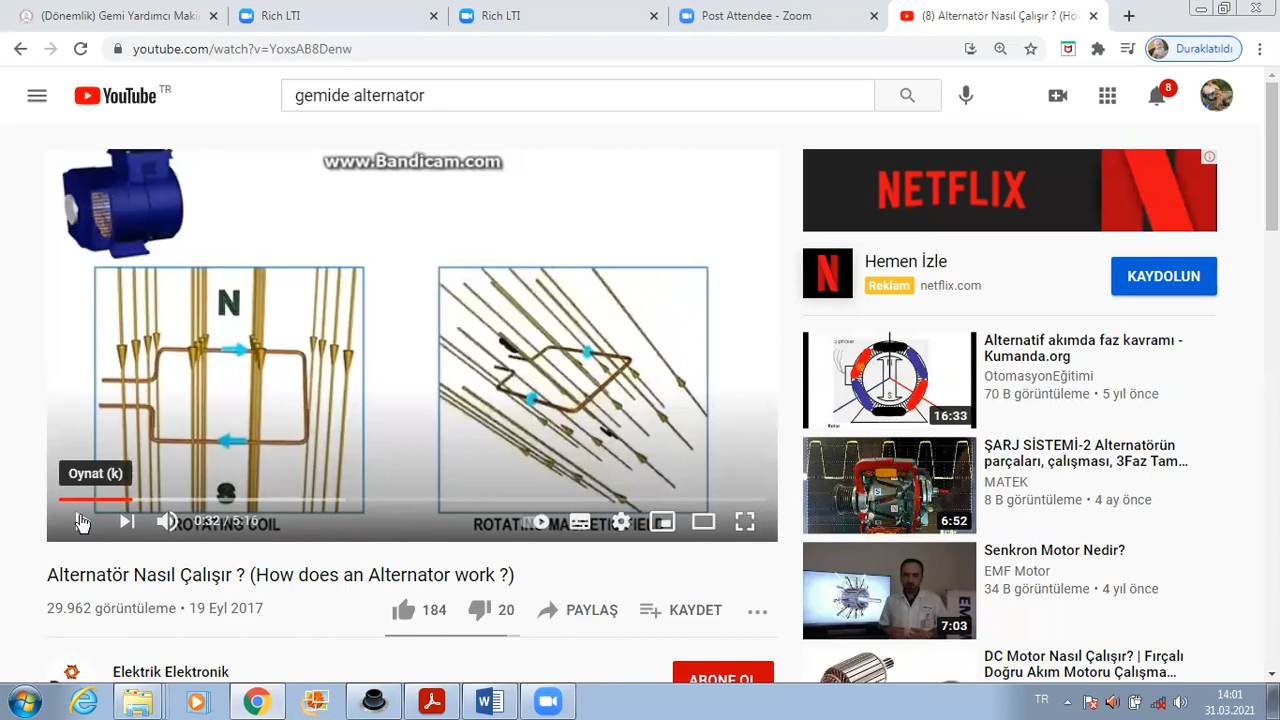 (Dönemlik) Gemi Yardımcı Mak
Rich LTI
Rich LTI
Post Attendee - Zoom
(8) Alternatör Nasıl Çalışır ? (Ho
youtube.com/watch?v=YoxsAB8Denw
Duraklatıldı
YouTube TR
gemide alternator
8
www.Bandicam.com
N
S
Oynat (k)
0:32 / 5:16
ROTATING COIL
ROTATING MAGNETIC FIELD
NETFLIX
Hemen İzle
Reklam netflix.com
KAYDOLUN
Alternatif akımda faz kavramı -
Kumanda.org
OtomasyonEğitimi
70 B görüntüleme • 5 yıl önce
16:33
ŞARJ SİSTEMİ-2 Alternatörün
parçaları, çalışması, 3Faz Tam...
MATEK
8 B görüntüleme • 4 ay önce
6:52
Senkron Motor Nedir?
EMF Motor
34 B görüntüleme • 4 yıl önce
7:03
DC Motor Nasıl Çalışır? | Fırçalı
Doğru Akım Motoru Çalışma...
Alternatör Nasıl Çalışır ? (How does an Alternator work ?)
29.962 görüntüleme • 19 Eyl 2017
184
20
PAYLAŞ
KAYDET
Elektrik Elektronik
ABONE OL
TR
14:01
31.03.2021